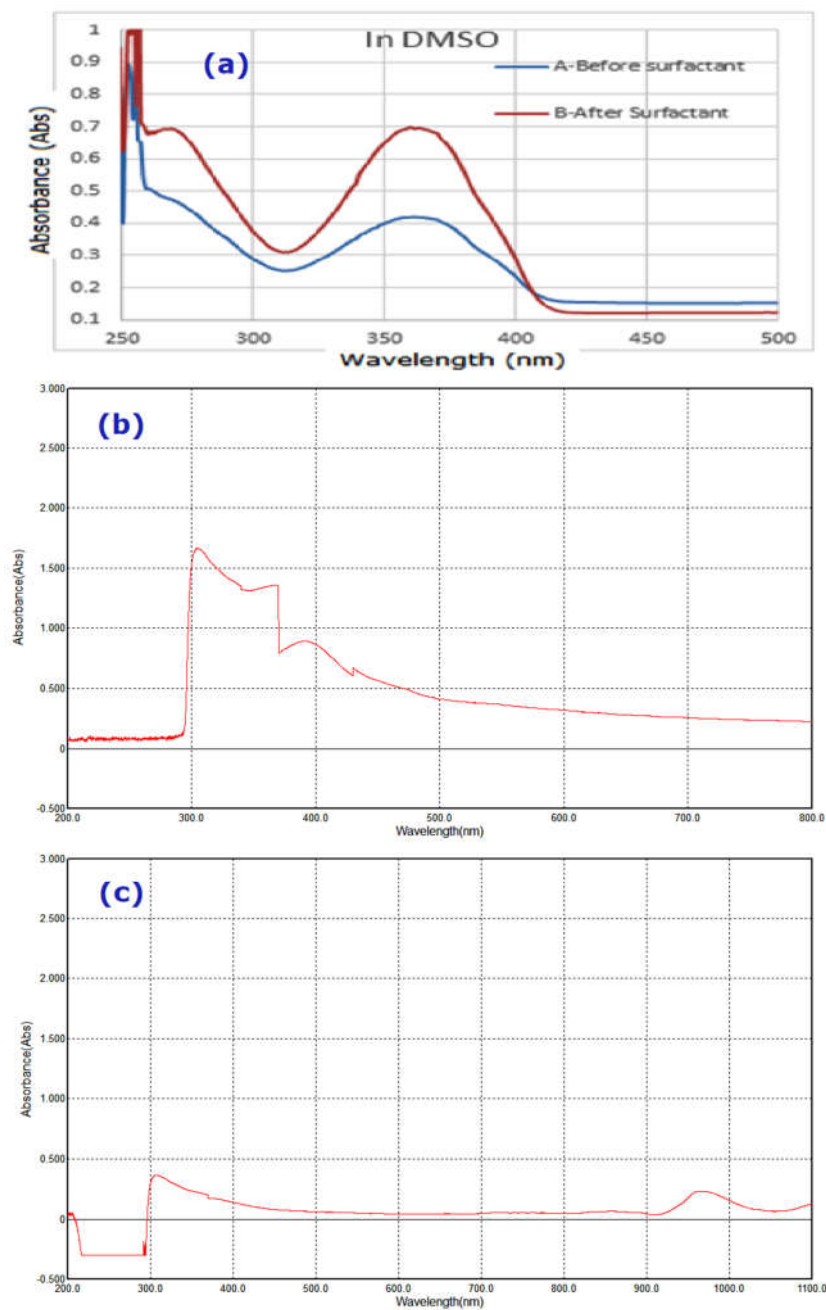 (a)
In DMSO
A-Before surfactant
B-After Surfactant
Absorbance (Abs)
1
0.9
0.8
0.7
0.6
0.5
0.4
0.3
0.2
0.1
250 300 350 400 450 500
Wavelength (nm)
(b)
Absorbance(Abs)
3.000
2.500
2.000
1.500
1.000
0.500
0
-0.500
200.0 300.0 400.0 500.0 600.0 700.0 800.0
Wavelength(nm)
(c)
Absorbance(Abs)
3.000
2.500
2.000
1.500
1.000
0.500
0
-0.500
200.0 300.0 400.0 500.0 600.0 700.0 800.0 900.0 1000.0 1100.0
Wavelength(nm)